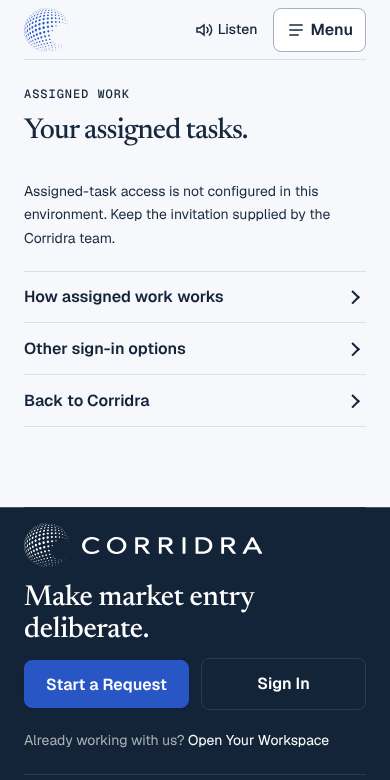 Listen
Menu
ASSIGNED WORK
Your assigned tasks.
Assigned-task access is not configured in this
environment. Keep the invitation supplied by the
Corridra team.
How assigned work works
Other sign-in options
Back to Corridra
CORRIDRA
Make market entry
deliberate.
Start a Request
Sign In
Already working with us? Open Your Workspace